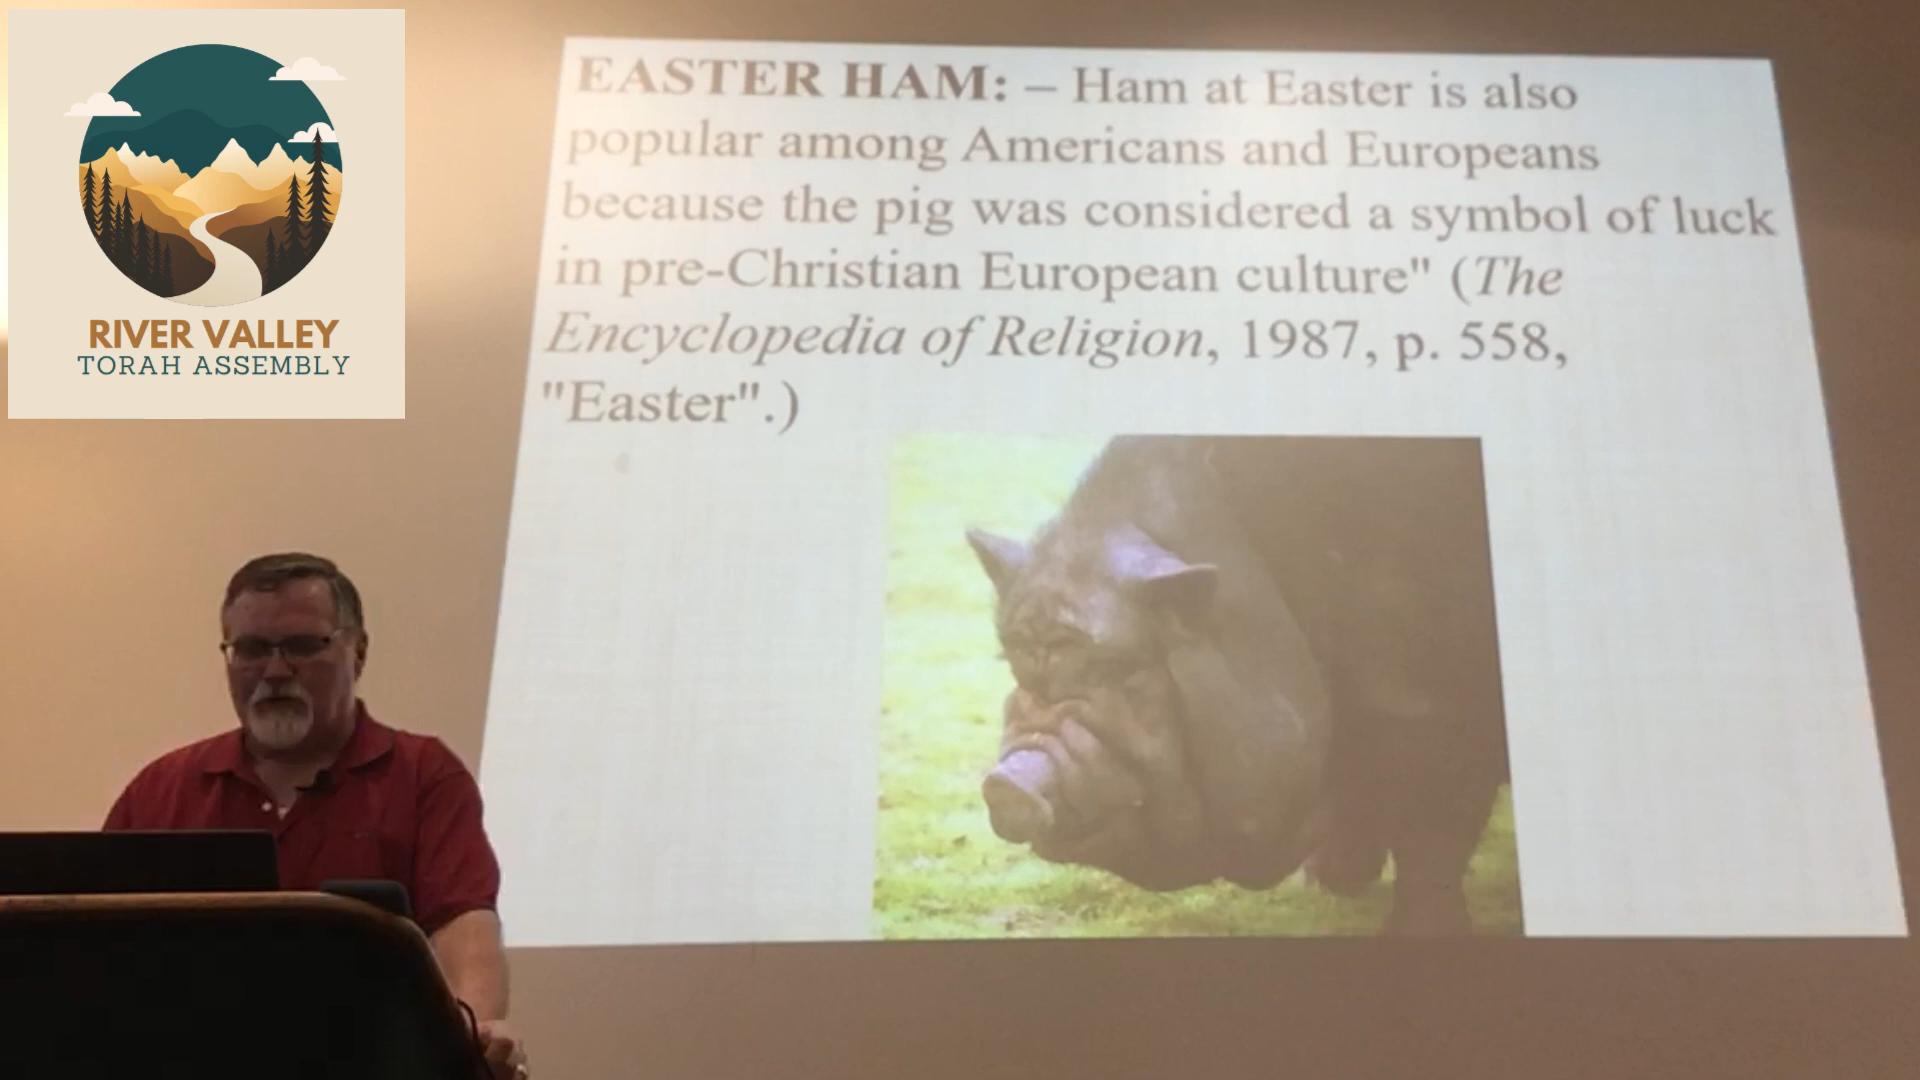 RIVER VALLEY
TORAH ASSEMBLY
EASTER HAM: – Ham at Easter is also
popular among Americans and Europeans
because the pig was considered a symbol of luck
in pre-Christian European culture" (The
Encyclopedia of Religion, 1987, p. 558,
"Easter".)